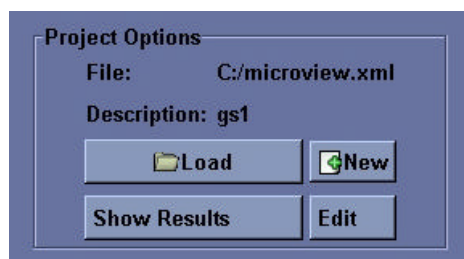 Project Options
File: C:/microview.xml
Description: gs1
Load New
Show Results Edit